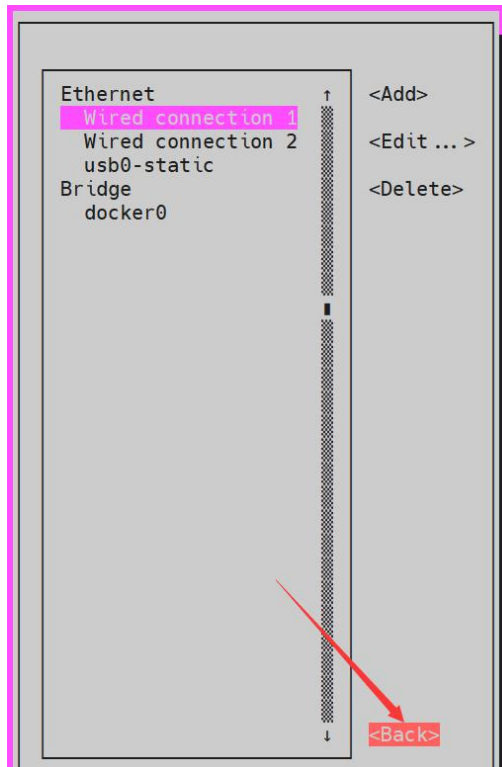 Ethernet
Wired connection 1
Wired connection 2
usb0-static
Bridge
docker0
↑
↓
<Add>
<Edit...>
<Delete>
<Back>